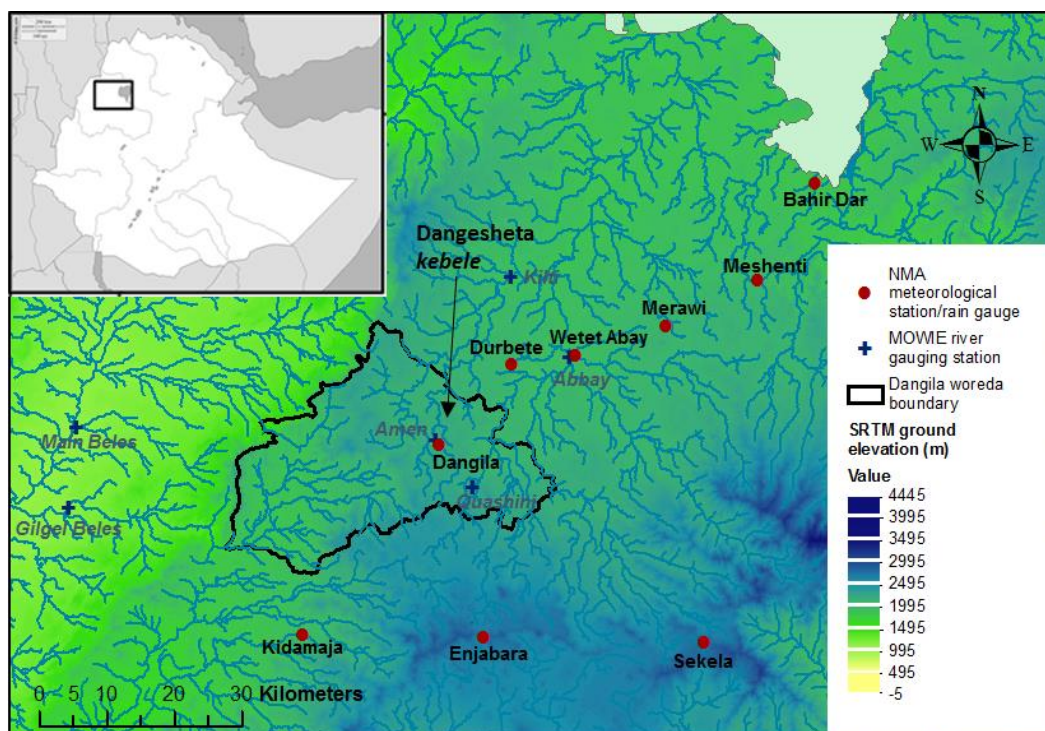 N
W
E
S
Bahir Dar
Dangesheta
kebele
Kilti
Meshenti
Merawi
Wetet Abay
Durbete
Abbay
Amen
Dangila
Main Beles
Quashini
Gilgel Beles
Kidamaja
Enjabara
Sekela
0 5 10 20 30
Kilometers
NMA
meteorological
station/rain gauge
MOWIE river
gauging station
Dangila woreda
boundary
SRTM ground
elevation (m)
Value
4445
3995
3495
2995
2495
1995
1495
995
495
-5